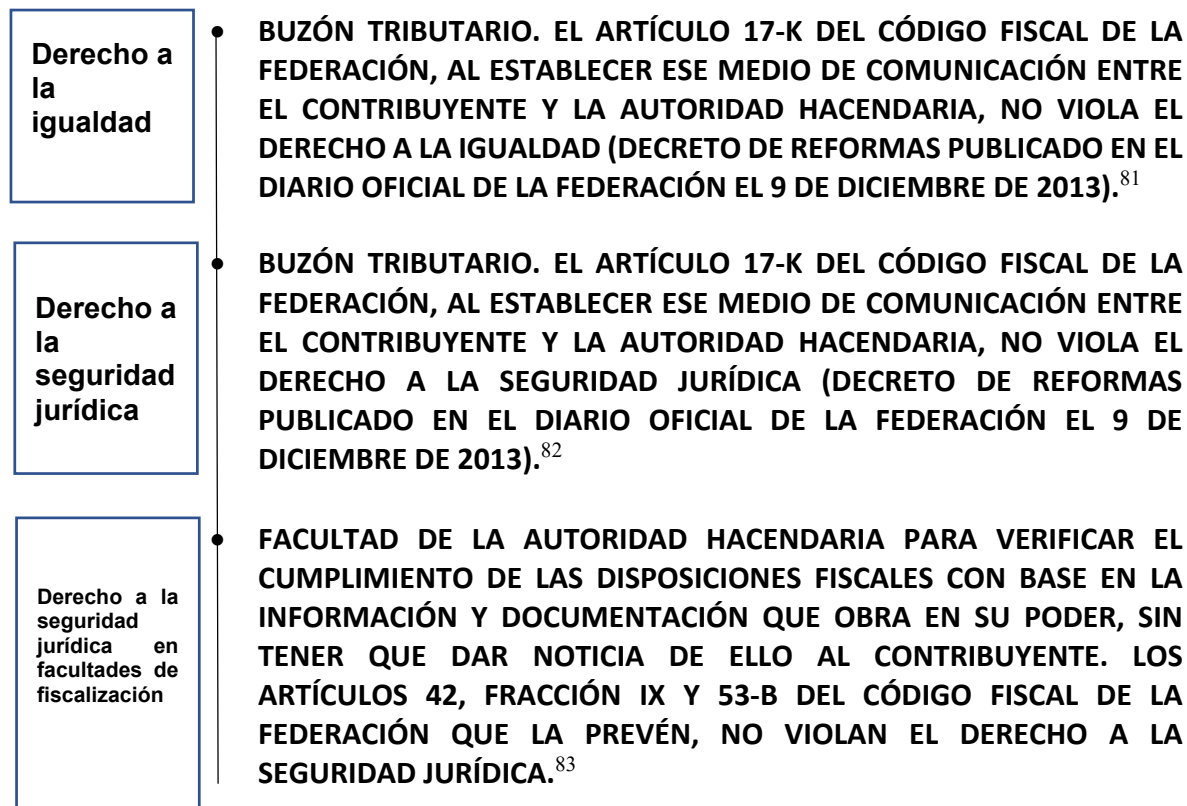 Derecho a
la
igualdad
• BUZÓN TRIBUTARIO. EL ARTÍCULO 17-K DEL CÓDIGO FISCAL DE LA
FEDERACIÓN, AL ESTABLECER ESE MEDIO DE COMUNICACIÓN ENTRE
EL CONTRIBUYENTE Y LA AUTORIDAD HACENDARIA, NO VIOLA EL
DERECHO A LA IGUALDAD (DECRETO DE REFORMAS PUBLICADO EN EL
DIARIO OFICIAL DE LA FEDERACIÓN EL 9 DE DICIEMBRE DE 2013).81
Derecho a
la
seguridad
jurídica
• BUZÓN TRIBUTARIO. EL ARTÍCULO 17-K DEL CÓDIGO FISCAL DE LA
FEDERACIÓN, AL ESTABLECER ESE MEDIO DE COMUNICACIÓN ENTRE
EL CONTRIBUYENTE Y LA AUTORIDAD HACENDARIA, NO VIOLA EL
DERECHO A LA SEGURIDAD JURÍDICA (DECRETO DE REFORMAS
PUBLICADO EN EL DIARIO OFICIAL DE LA FEDERACIÓN EL 9 DE
DICIEMBRE DE 2013).82
Derecho a la
seguridad
jurídica en
facultades de
fiscalización
• FACULTAD DE LA AUTORIDAD HACENDARIA PARA VERIFICAR EL
CUMPLIMIENTO DE LAS DISPOSICIONES FISCALES CON BASE EN LA
INFORMACIÓN Y DOCUMENTACIÓN QUE OBRA EN SU PODER, SIN
TENER QUE DAR NOTICIA DE ELLO AL CONTRIBUYENTE. LOS
ARTÍCULOS 42, FRACCIÓN IX Y 53-B DEL CÓDIGO FISCAL DE LA
FEDERACIÓN QUE LA PREVÉN, NO VIOLAN EL DERECHO A LA
SEGURIDAD JURÍDICA.83